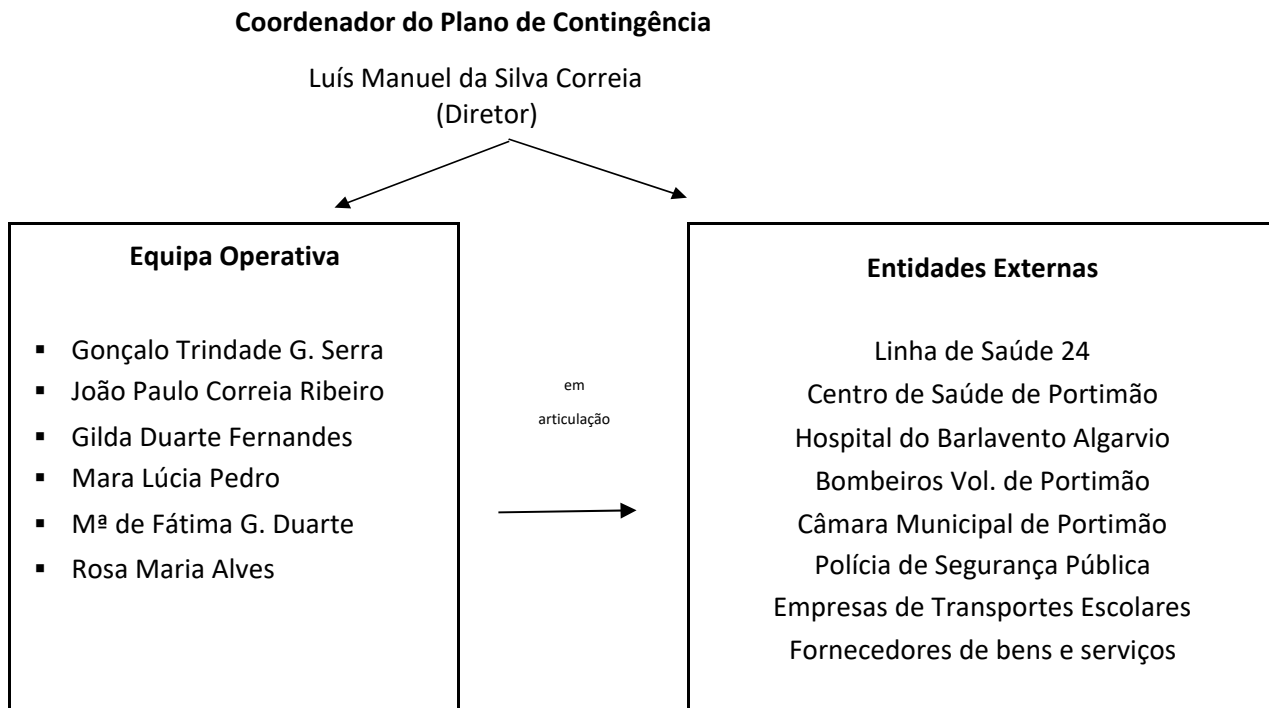 Coordenador do Plano de Contingência
Luís Manuel da Silva Correia
(Diretor)
Equipa Operativa
▪ Gonçalo Trindade G. Serra
▪ João Paulo Correia Ribeiro
▪ Gilda Duarte Fernandes
▪ Mara Lúcia Pedro
▪ Mª de Fátima G. Duarte
▪ Rosa Maria Alves
em
articulação
Entidades Externas
Linha de Saúde 24
Centro de Saúde de Portimão
Hospital do Barlavento Algarvio
Bombeiros Vol. de Portimão
Câmara Municipal de Portimão
Polícia de Segurança Pública
Empresas de Transportes Escolares
Fornecedores de bens e serviços